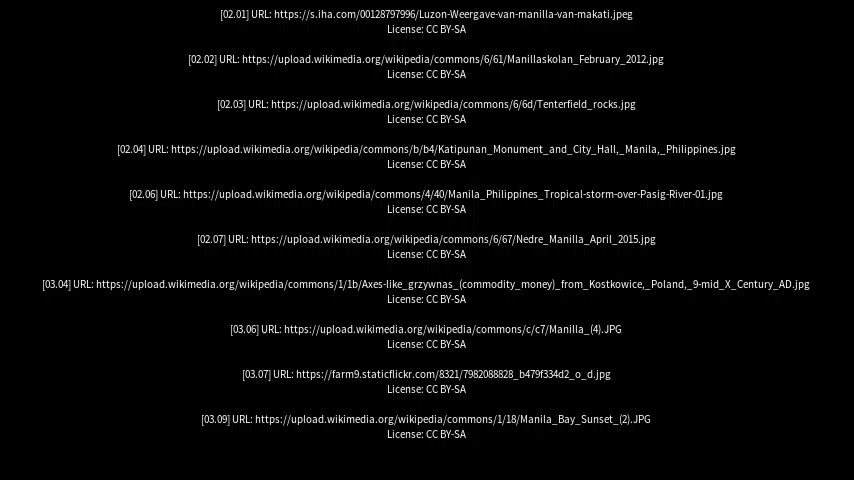 [02.01] URL: https://s.iha.com/00128797996/Luzon-Weergave-van-manilla-van-makati.jpeg
License: CC BY-SA
[02.02] URL: https://upload.wikimedia.org/wikipedia/commons/6/61/Manillaskolan_February_2012.jpg
License: CC BY-SA
[02.03] URL: https://upload.wikimedia.org/wikipedia/commons/6/6d/Tenterfield_rocks.jpg
License: CC BY-SA
[02.04] URL: https://upload.wikimedia.org/wikipedia/commons/b/b4/Katipunan_Monument_and_City_Hall,_Manila,_Philippines.jpg
License: CC BY-SA
[02.06] URL: https://upload.wikimedia.org/wikipedia/commons/4/40/Manila_Philippines_Tropical-storm-over-Pasig-River-01.jpg
License: CC BY-SA
[02.07] URL: https://upload.wikimedia.org/wikipedia/commons/6/67/Nedre_Manilla_April_2015.jpg
License: CC BY-SA
[03.04] URL: https://upload.wikimedia.org/wikipedia/commons/1/1b/Axes-like_grzywnas_(commodity_money)_from_Kostkowice,_Poland,_9-mid_X_Century_AD.jpg
License: CC BY-SA
[03.06] URL: https://upload.wikimedia.org/wikipedia/commons/c/c7/Manilla_(4).JPG
License: CC BY-SA
[03.07] URL: https://farm9.staticflickr.com/8321/7982088828_b479f334d2_o_d.jpg
License: CC BY-SA
[03.09] URL: https://upload.wikimedia.org/wikipedia/commons/1/18/Manila_Bay_Sunset_(2).JPG
License: CC BY-SA